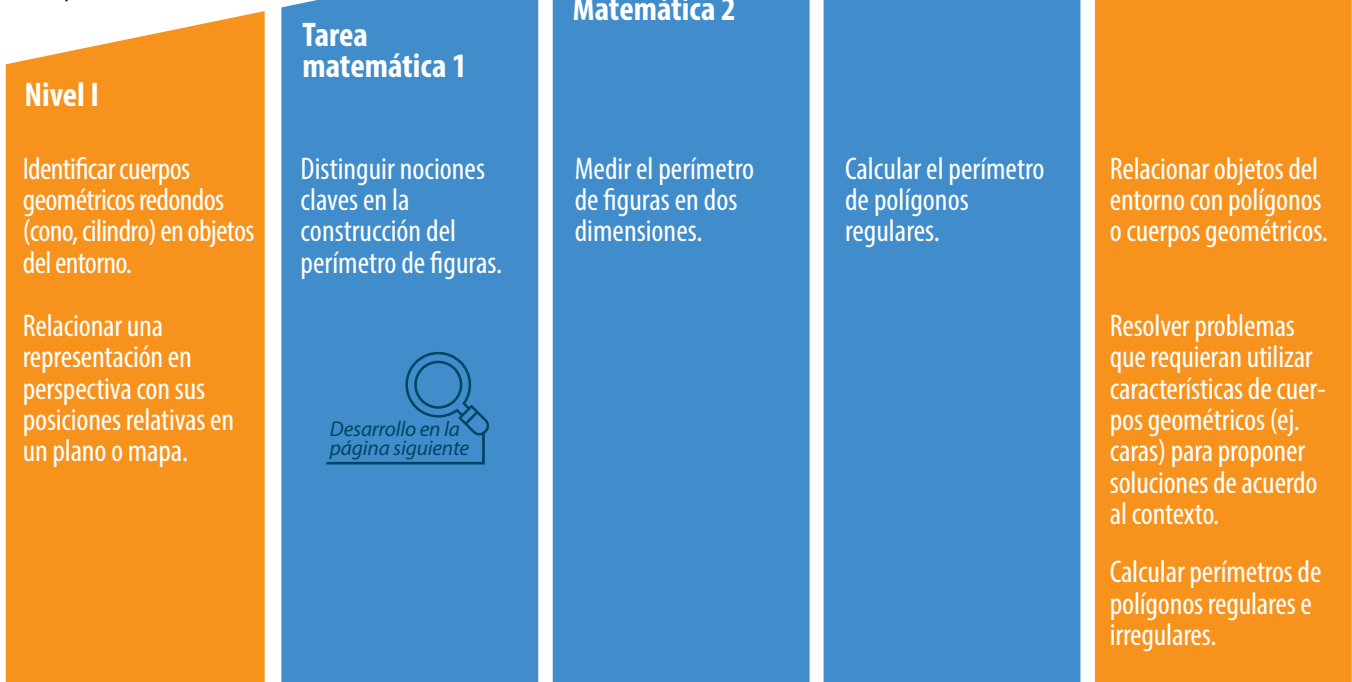 Nivel I
Identificar cuerpos
geométricos redondos
(cono, cilindro) en objetos
del entorno.
Relacionar una
representación en
perspectiva con sus
posiciones relativas en
un plano o mapa.
Tarea
matemática 1
Distinguir nociones
claves en la
construcción del
perímetro de figuras.
Desarrollo en la
página siguiente
Matemática 2
Medir el perímetro
de figuras en dos
dimensiones.
Calcular el perímetro
de polígonos
regulares.
Relacionar objetos del
entorno con polígonos
o cuerpos geométricos.
Resolver problemas
que requieran utilizar
características de cuer-
pos geométricos (ej.
caras) para proponer
soluciones de acuerdo
al contexto.
Calcular perímetros de
polígonos regulares e
irregulares.